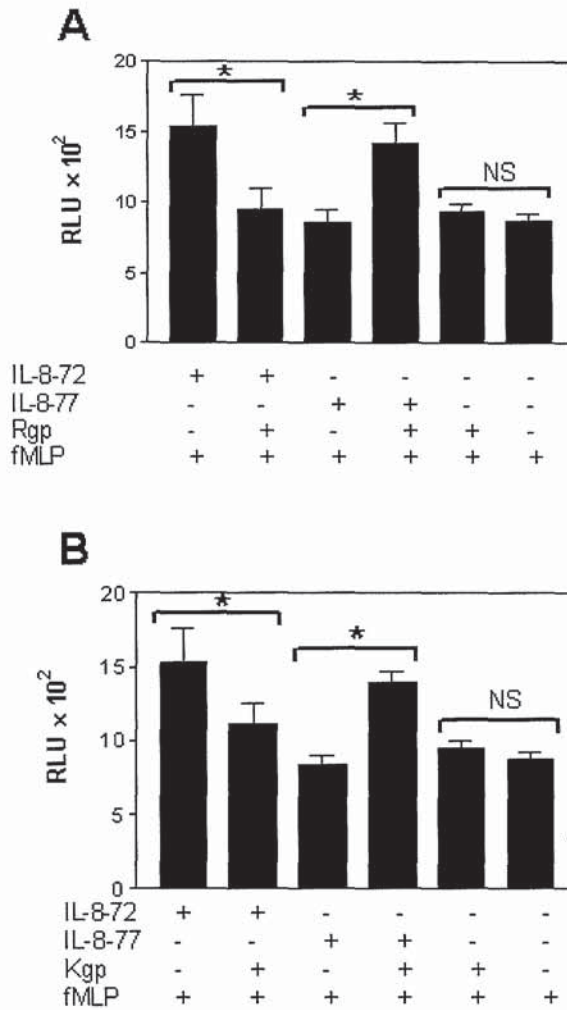 A
20
*
*
15
NS
10
5
0
RLU × 10²
IL-8-72 + + - - - -
IL-8-77 - - + + - -
Rgp - + - + + -
fMLP + + + + + +
B
20
*
*
15
NS
10
5
0
RLU × 10²
IL-8-72 + + - - - -
IL-8-77 - - + + - -
Kgp - + - + + -
fMLP + + + + + +